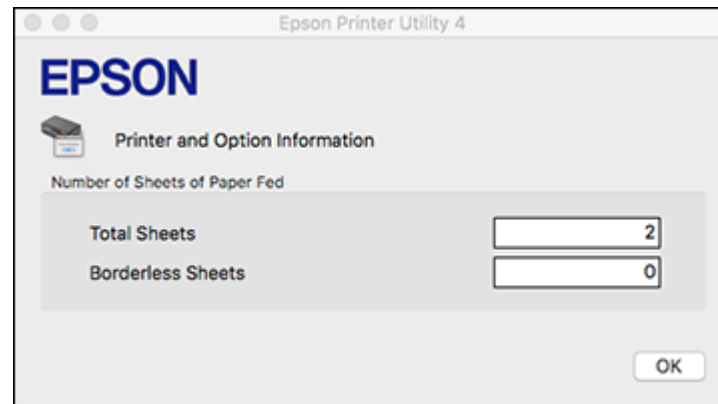 Epson Printer Utility 4
EPSON
Printer and Option Information
Number of Sheets of Paper Fed
Total Sheets 2
Borderless Sheets 0
OK